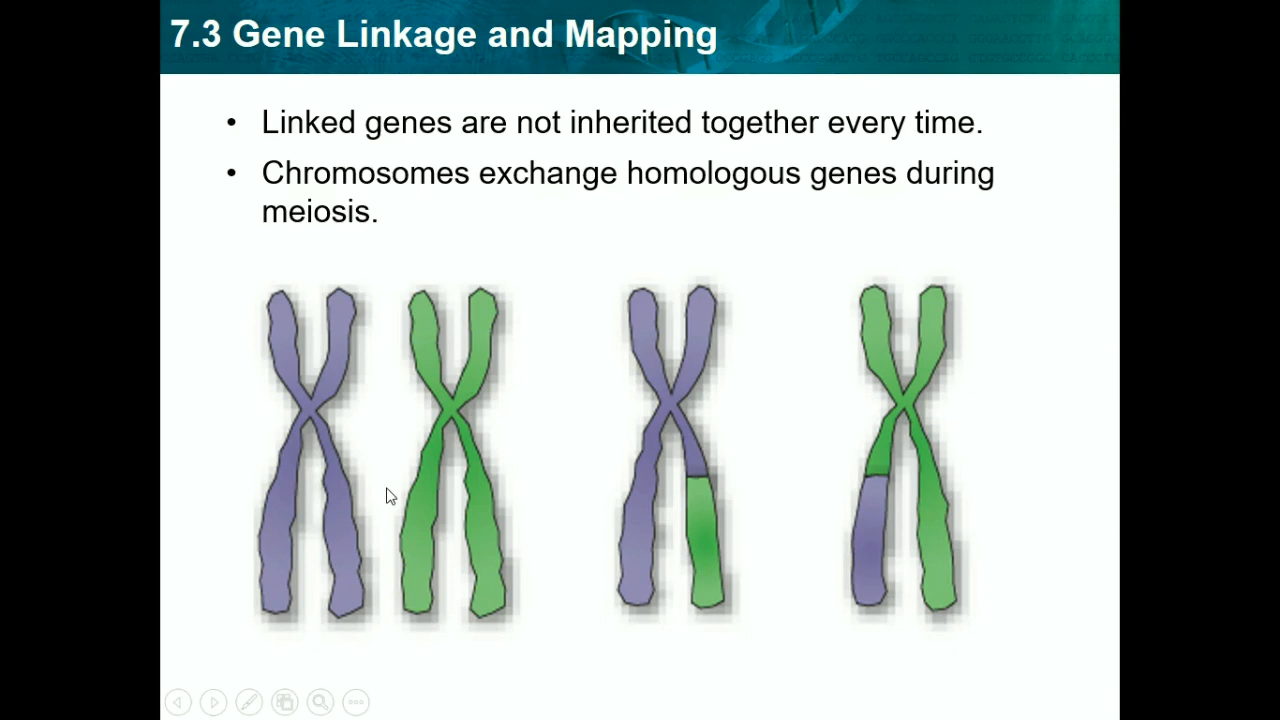 7.3 Gene Linkage and Mapping
• Linked genes are not inherited together every time.
• Chromosomes exchange homologous genes during
meiosis.